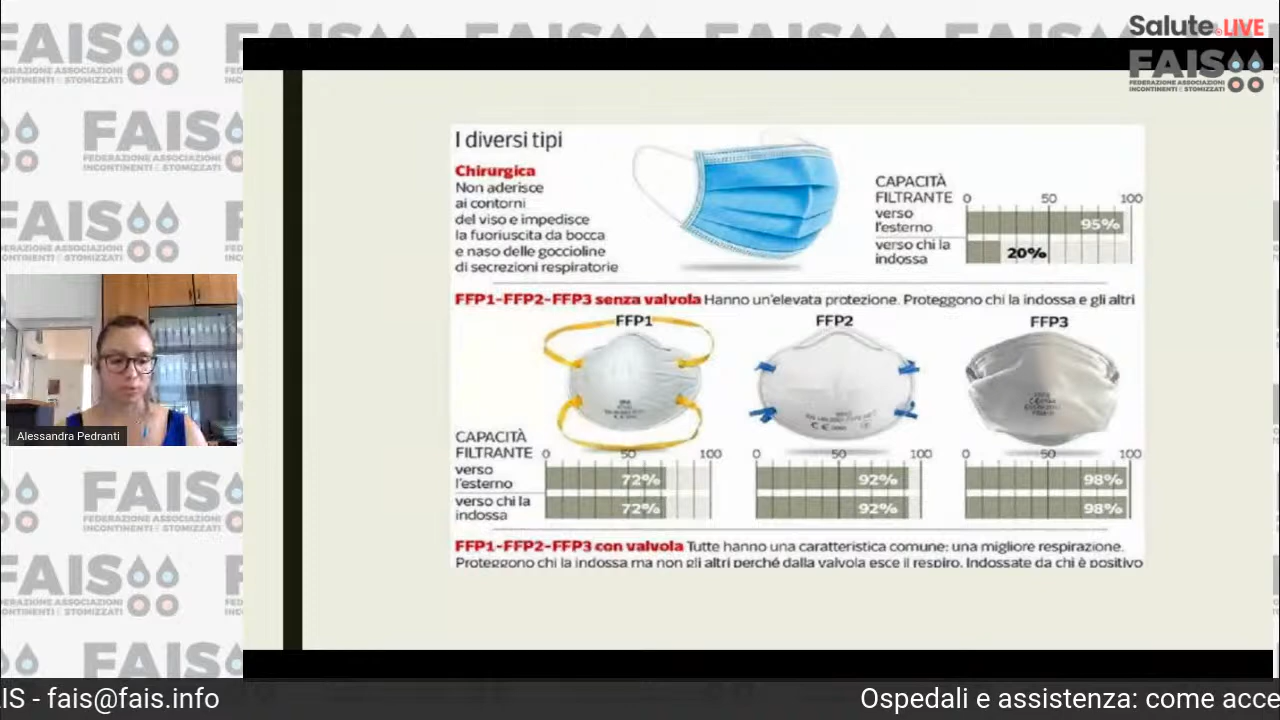 Salute LIVE
FAIS
FEDERAZIONE ASSOCIAZIONI
INCONTINENTI E STOMIZZATI
I diversi tipi
Chirurgica
Non aderisce
ai contorni
del viso e impedisce
la fuoriuscita da bocca
e naso delle goccioline
di secrezioni respiratorie
CAPACITÀ
FILTRANTE 0 50 100
verso
l'esterno 95%
verso chi la
indossa 20%
FFP1-FFP2-FFP3 senza valvola Hanno un'elevata protezione. Proteggono chi la indossa e gli altri
FFP1 FFP2 FFP3
CAPACITÀ
FILTRANTE 0 50 100 0 50 100 0 50 100
verso
l'esterno 72% 92% 98%
verso chi la
indossa 72% 92% 98%
FFP1-FFP2-FFP3 con valvola Tutte hanno una caratteristica comune: una migliore respirazione.
Proteggono chi la indossa ma non gli altri perché dalla valvola esce il respiro. Indossate da chi è positivo
Alessandra Pedranti
IS - fais@fais.info Ospedali e assistenza: come acce